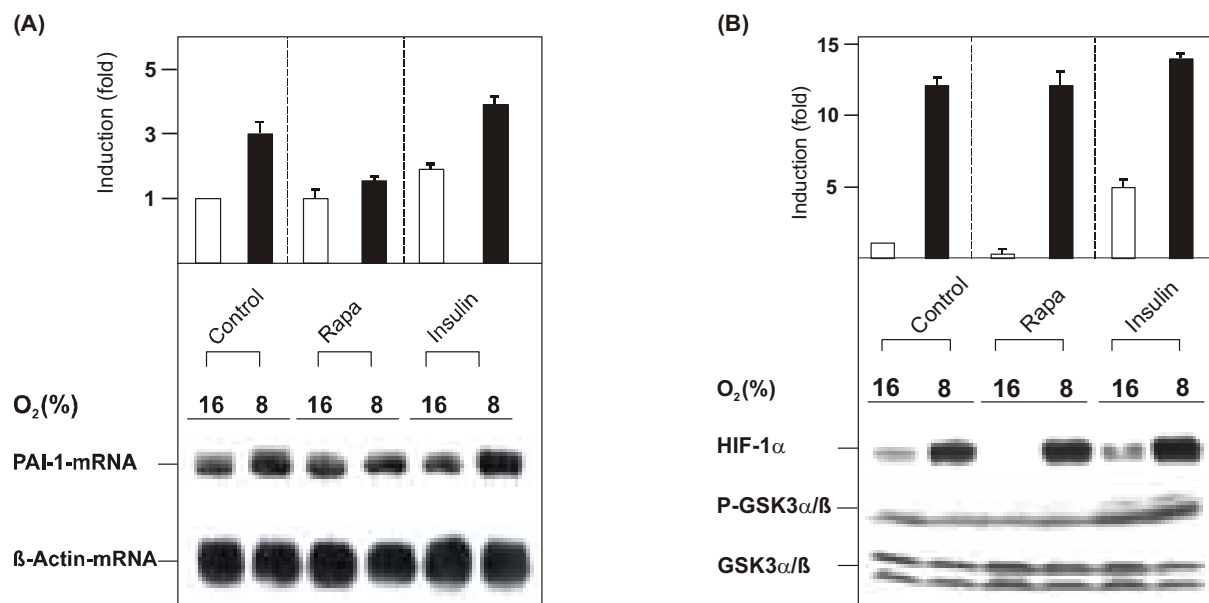 (A)
Induction (fold)
5
3
1
Control
Rapa
Insulin
O₂(%)
16 8 16 8 16 8
PAI-1-mRNA
ß-Actin-mRNA
(B)
Induction (fold)
15
10
5
Control
Rapa
Insulin
O₂(%)
16 8 16 8 16 8
HIF-1α
P-GSK3α/ß
GSK3α/ß